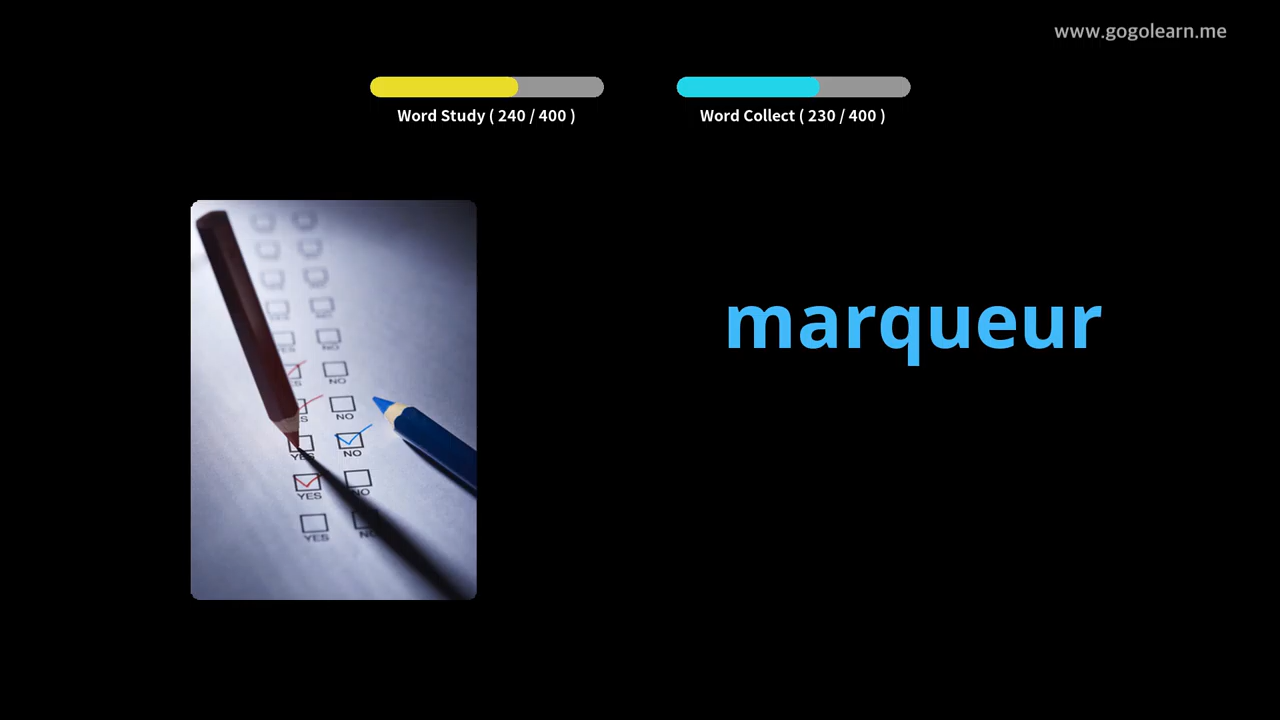 www.gogolearn.me
Word Study ( 240 / 400 )
Word Collect ( 230 / 400 )
marqueur
NO
NO
NO
YES
NO
YES
YES